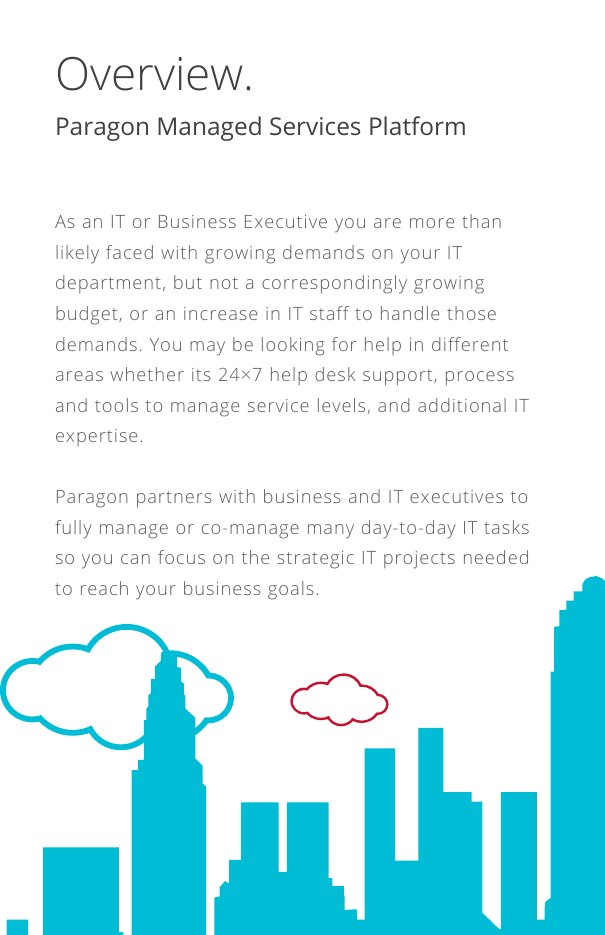 Overview.
Paragon Managed Services Platform
As an IT or Business Executive you are more than
likely faced with growing demands on your IT
department, but not a correspondingly growing
budget, or an increase in IT staff to handle those
demands. You may be looking for help in different
areas whether its 24×7 help desk support, process
and tools to manage service levels, and additional IT
expertise.
Paragon partners with business and IT executives to
fully manage or co-manage many day-to-day IT tasks
so you can focus on the strategic IT projects needed
to reach your business goals.